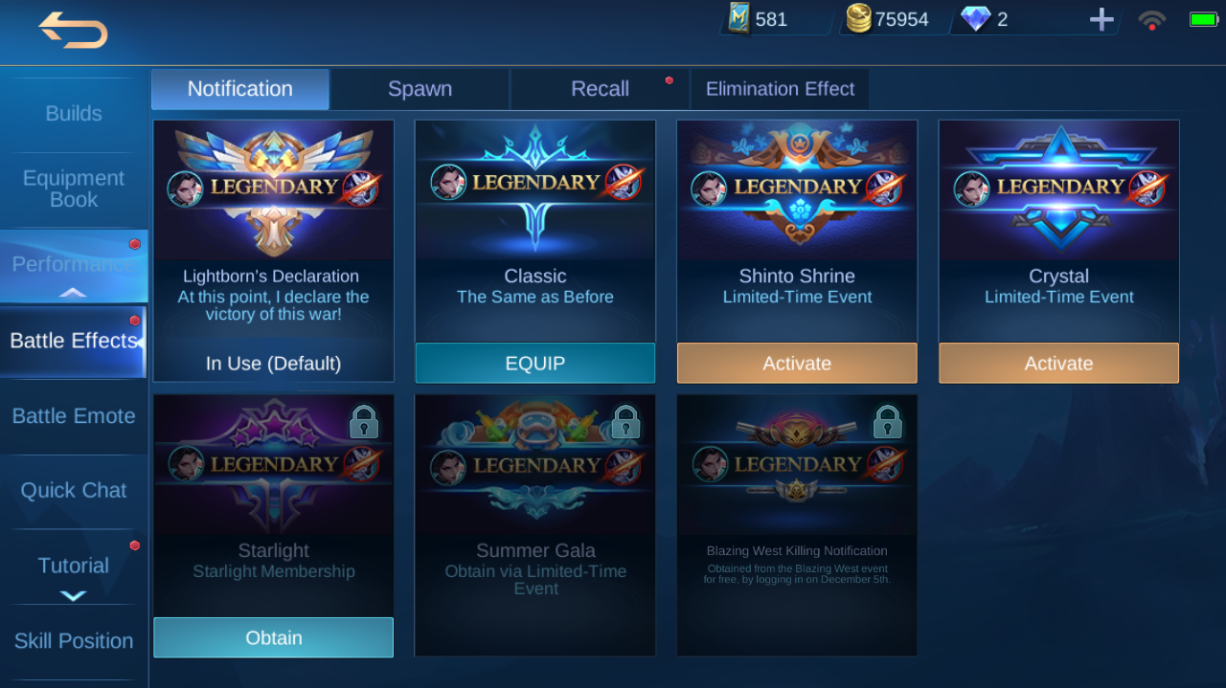 581
75954
2
Notification
Spawn
Recall
Elimination Effect
Builds
Equipment
Book
Performance
Battle Effects
Battle Emote
Quick Chat
Tutorial
Skill Position
LEGENDARY
Lightborn's Declaration
At this point, I declare the
victory of this war!
In Use (Default)
LEGENDARY
Classic
The Same as Before
EQUIP
LEGENDARY
Shinto Shrine
Limited-Time Event
Activate
LEGENDARY
Crystal
Limited-Time Event
Activate
LEGENDARY
Starlight
Starlight Membership
Obtain
LEGENDARY
Summer Gala
Obtain via Limited-Time
Event
LEGENDARY
Blazing West Killing Notification
Obtained from the Blazing West event
for free, by logging in on December 5th.